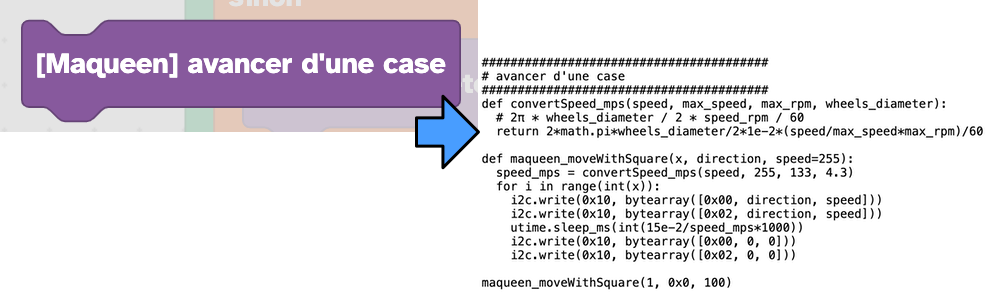 sinon
[Maqueen] avancer d'une case
########################################
# avancer d'une case
########################################
def convertSpeed_mps(speed, max_speed, max_rpm, wheels_diameter):
  # 2π * wheels_diameter / 2 * speed_rpm / 60
  return 2*math.pi*wheels_diameter/2*1e-2*(speed/max_speed*max_rpm)/60

def maqueen_moveWithSquare(x, direction, speed=255):
  speed_mps = convertSpeed_mps(speed, 255, 133, 4.3)
  for i in range(int(x)):
    i2c.write(0x10, bytearray([0x00, direction, speed]))
    i2c.write(0x10, bytearray([0x02, direction, speed]))
    utime.sleep_ms(int(15e-2/speed_mps*1000))
    i2c.write(0x10, bytearray([0x00, 0, 0]))
    i2c.write(0x10, bytearray([0x02, 0, 0]))

maqueen_moveWithSquare(1, 0x0, 100)